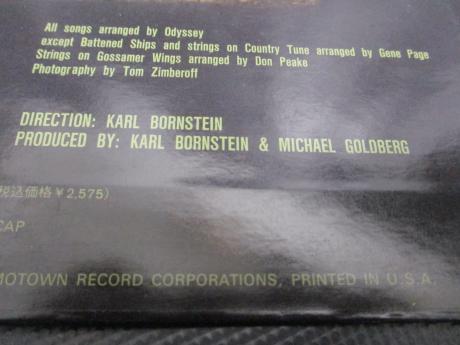 All songs arranged by Odyssey
except Battened Ships and strings on Country Tune arranged by Gene Page
Strings on Gossamer Wings arranged by Don Peake
Photography by Tom Zimberoff
DIRECTION: KARL BORNSTEIN
PRODUCED BY: KARL BORNSTEIN & MICHAEL GOLDBERG
税込価格¥2,575)
CAP
MOTOWN RECORD CORPORATIONS, PRINTED IN U.S.A.